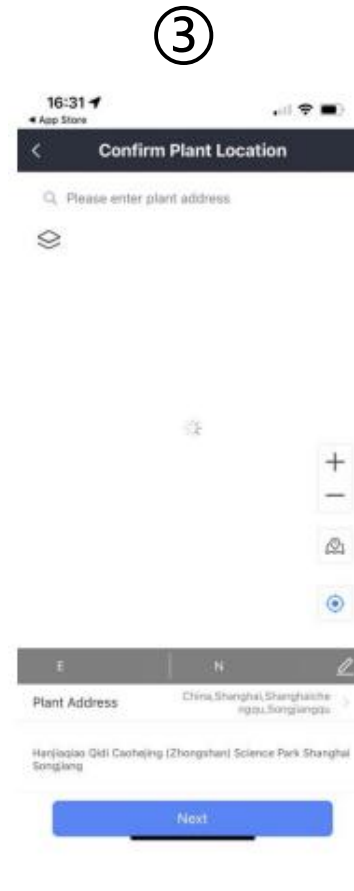 ③
16:31
◀ App Store
Confirm Plant Location
Please enter plant address
E N
Plant Address China,Shanghai,Shanghaishe
ngqu,Songjiangqu
Hanjiaqiao Qidi Caohejing (Zhongshan) Science Park Shanghai
Songjiang
Next